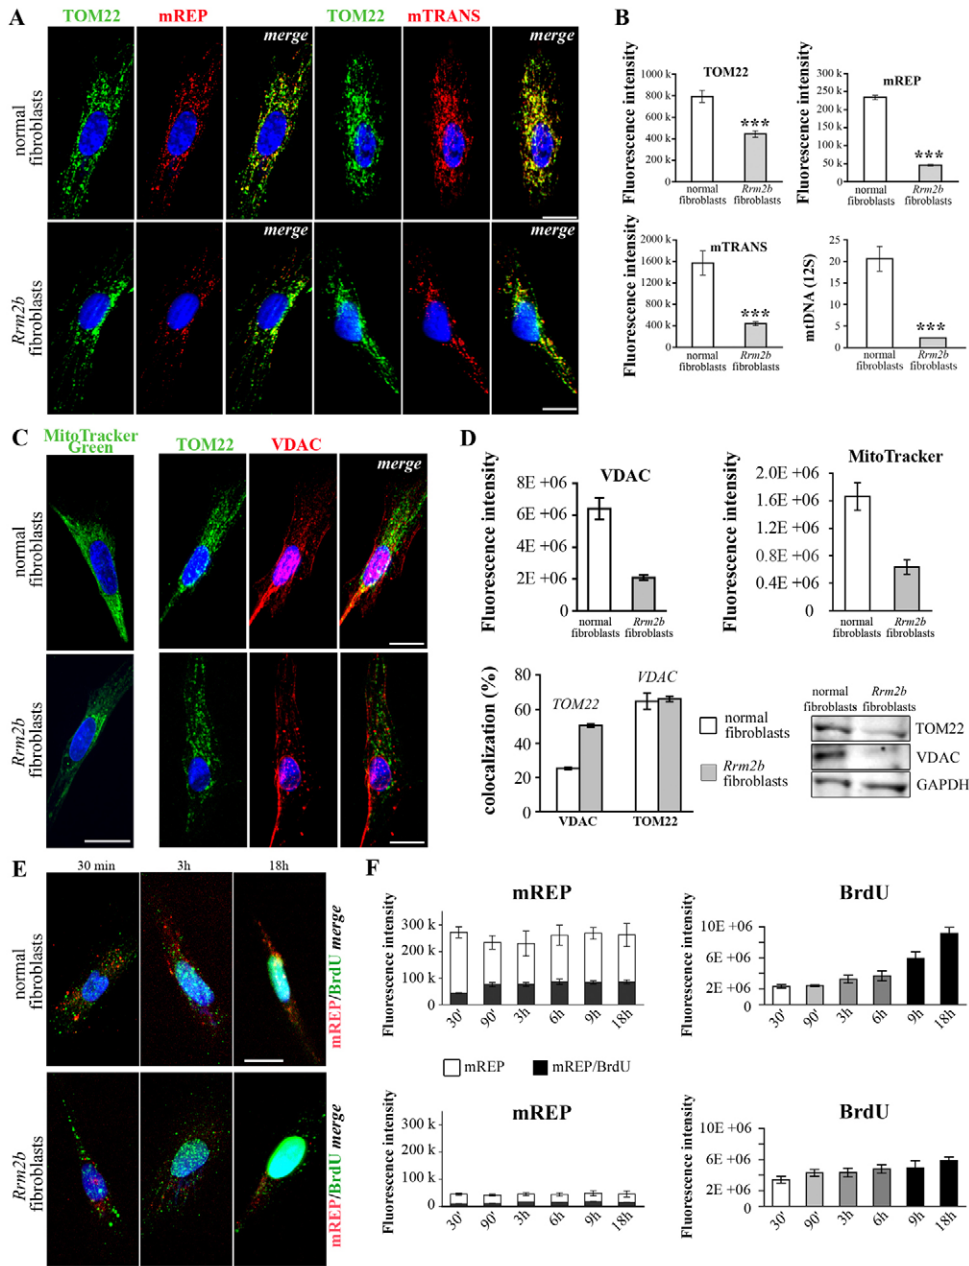 A
TOM22 mREP TOM22 mTRANS
merge merge
normal
fibroblasts
merge merge
Rrm2b
fibroblasts
B
TOM22
Fluorescence intensity
1000 k
800 k
600 k
400 k
200 k
0
***
normal
fibroblasts
Rrm2b
fibroblasts
mREP
Fluorescence intensity
300 k
250 k
200 k
150 k
100 k
50 k
0
***
normal
fibroblasts
Rrm2b
fibroblasts
mTRANS
Fluorescence intensity
2000 k
1600 k
1200 k
800 k
400 k
0
***
normal
fibroblasts
Rrm2b
fibroblasts
mtDNA (12S)
25
20
15
10
5
0
***
normal
fibroblasts
Rrm2b
fibroblasts
C
MitoTracker
Green
TOM22 VDAC
merge
normal
fibroblasts
Rrm2b
fibroblasts
D
VDAC
Fluorescence intensity
8E +06
6E +06
4E +06
2E +06
0
normal
fibroblasts
Rrm2b
fibroblasts
MitoTracker
Fluorescence intensity
2.0E +06
1.6E +06
1.2E +06
0.8E +06
0.4E +06
0
normal
fibroblasts
Rrm2b
fibroblasts
colocalization (%)
80
60
40
20
0
TOM22
VDAC
VDAC
TOM22
normal
fibroblasts
Rrm2b
fibroblasts
normal
fibroblasts
Rrm2b
fibroblasts
TOM22
VDAC
GAPDH
E
30 min 3h 18h
normal
fibroblasts
mREP/BrdU merge
Rrm2b
fibroblasts
mREP/BrdU merge
F
mREP
Fluorescence intensity
300 k
200 k
100 k
0
30' 90' 3h 6h 9h 18h
BrdU
Fluorescence intensity
10E +06
6E +06
2E +06
0
30' 90' 3h 6h 9h 18h
mREP mREP/BrdU
mREP
Fluorescence intensity
300 k
200 k
100 k
0
30' 90' 3h 6h 9h 18h
BrdU
Fluorescence intensity
10E +06
6E +06
2E +06
0
30' 90' 3h 6h 9h 18h